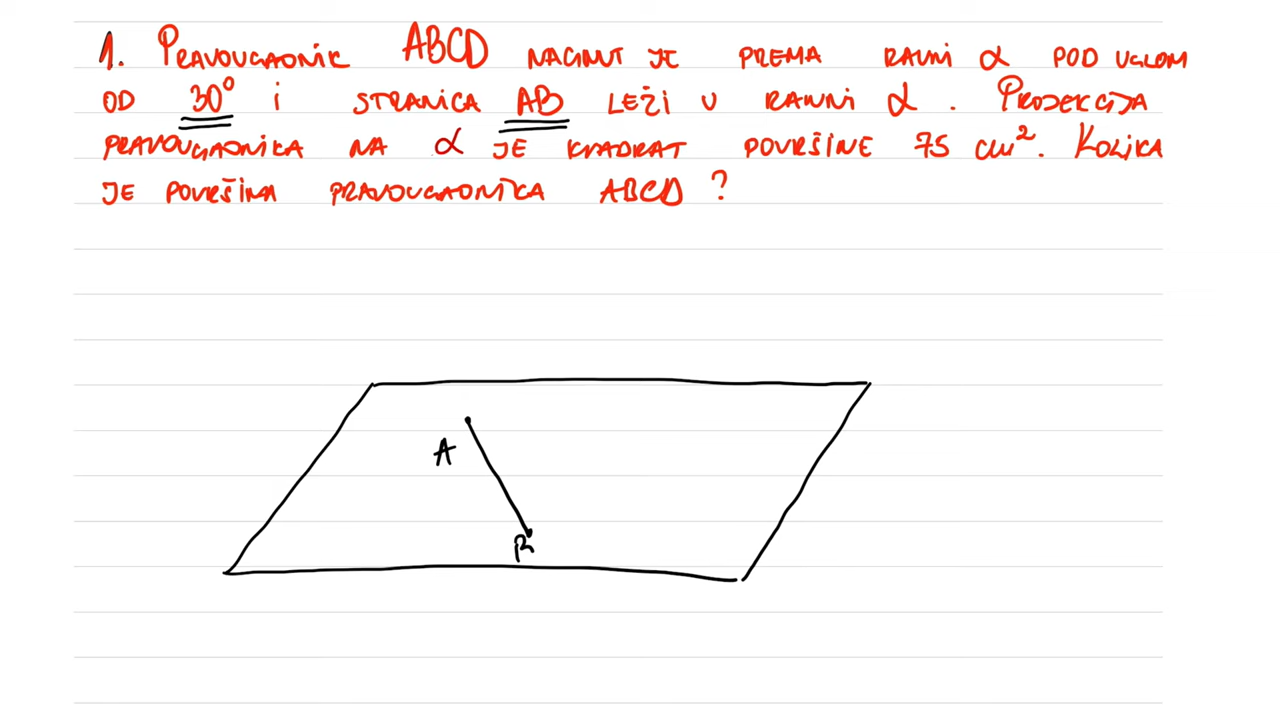 1. PRAVOUGAONIK ABCD NAGNUT JE PREMA RAVNI α POD UGLOM
OD 30° I STRANICA AB LEŽI U RAVNI α. PROJEKCIJA
PRAVOUGAONIKA NA α JE KVADRAT POVRŠINE 75 cm². KOLIKA
JE POVRŠINA PRAVOUGAONIKA ABCD?
A
B